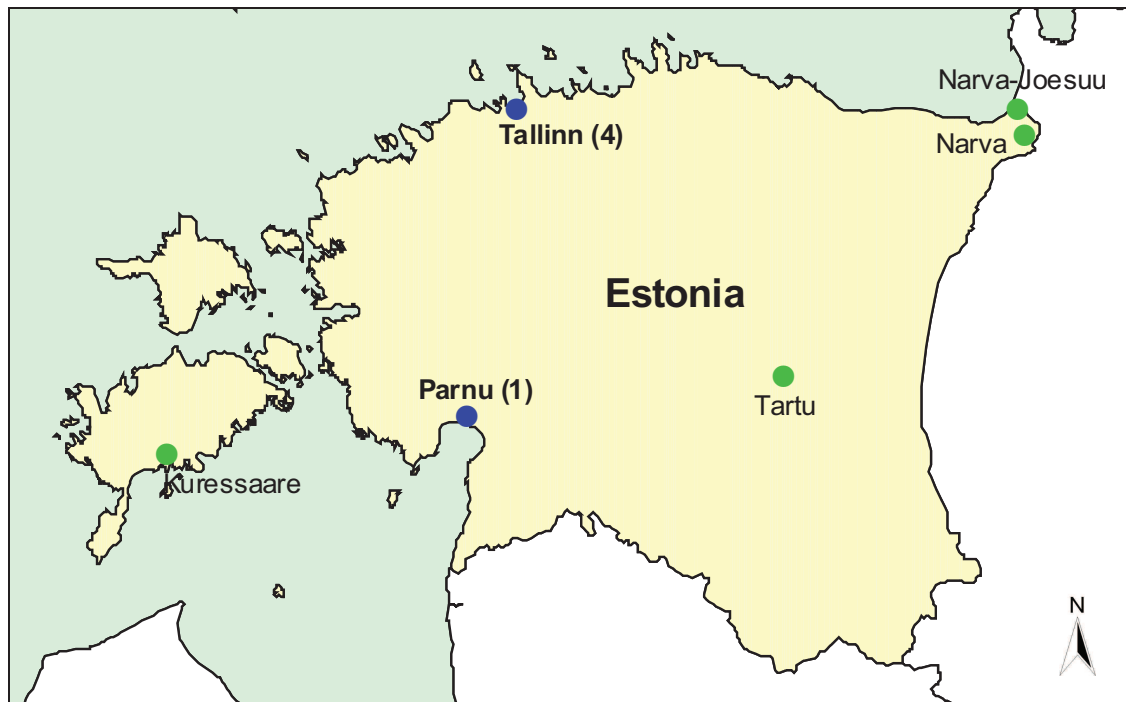 Narva-Joesuu
Tallinn (4)
Narva
Estonia
Parnu (1)
Tartu
Kuressaare
N